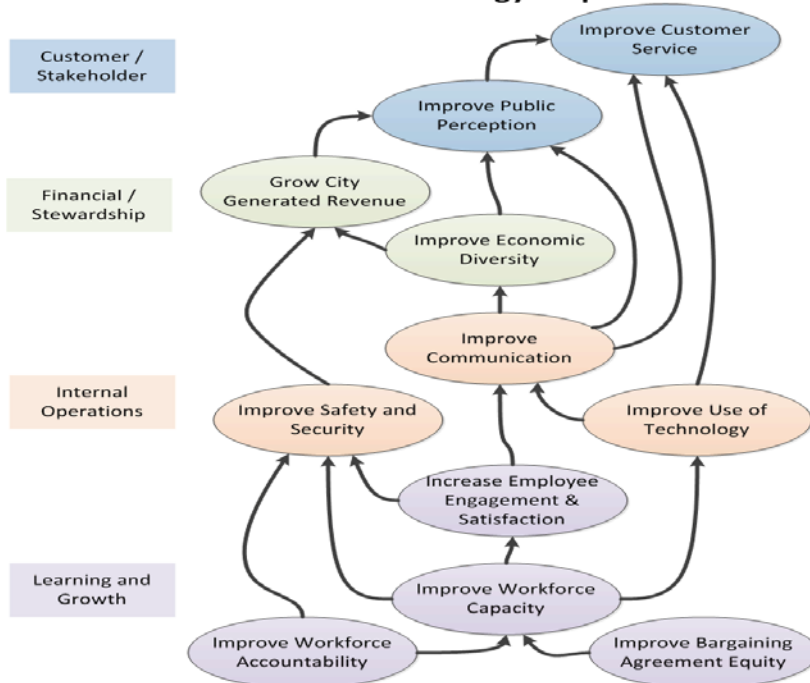 Customer /
Stakeholder
Improve Customer
Service
Improve Public
Perception
Financial /
Stewardship
Grow City
Generated Revenue
Improve Economic
Diversity
Improve
Communication
Internal
Operations
Improve Safety and
Security
Improve Use of
Technology
Increase Employee
Engagement &
Satisfaction
Learning and
Growth
Improve Workforce
Capacity
Improve Workforce
Accountability
Improve Bargaining
Agreement Equity